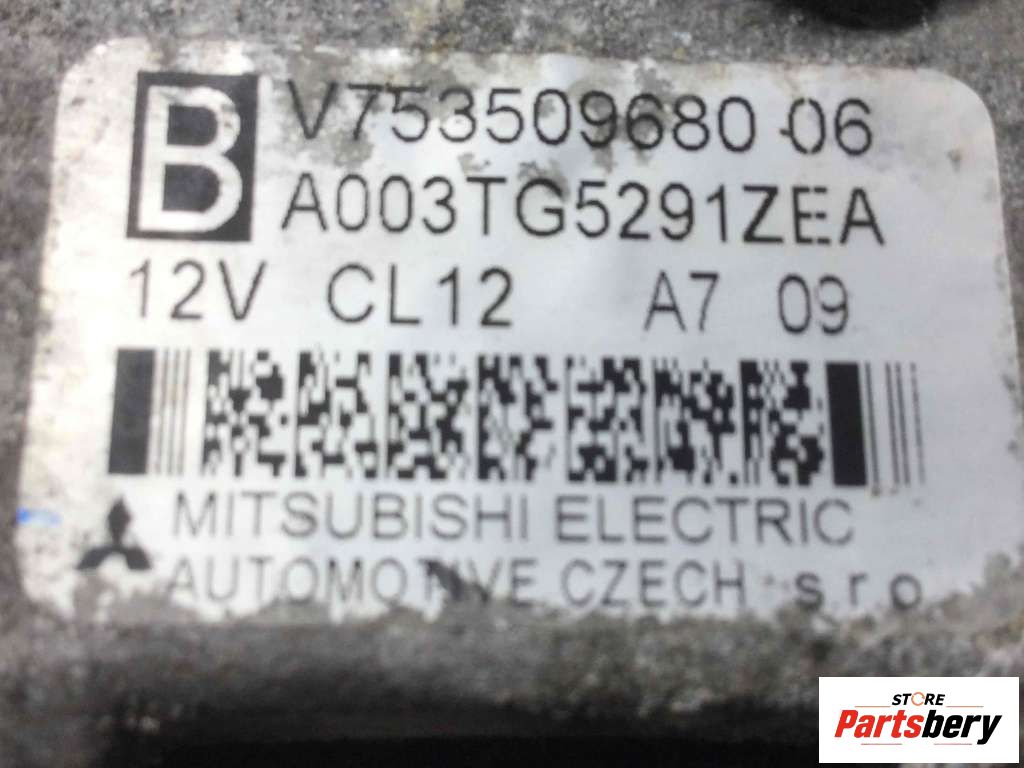 B
V753509680-06
A003TG5291ZEA
12V CL12 A7 09
MITSUBISHI ELECTRIC
AUTOMOTIVE CZECH s.r.o
STORE
Partsbery